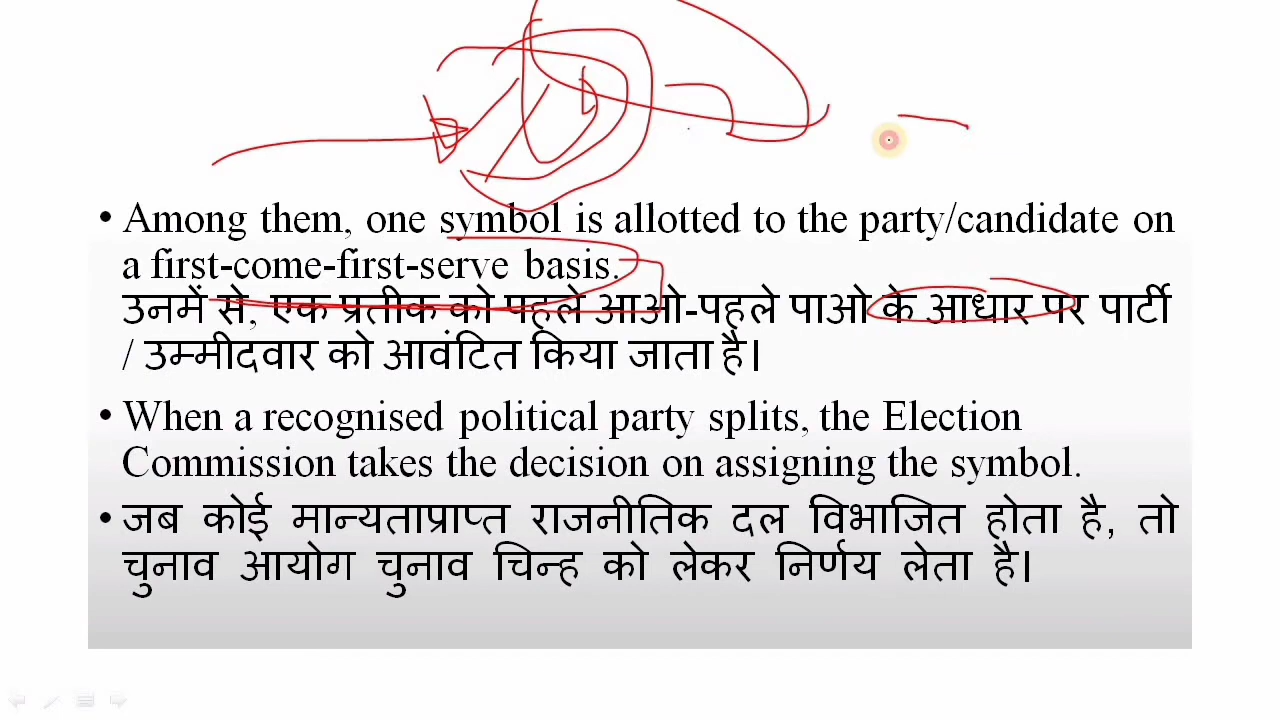 • Among them, one symbol is allotted to the party/candidate on
a first-come-first-serve basis.
उनमें से, एक प्रतीक को पहले आओ-पहले पाओ के आधार पर पार्टी
/ उम्मीदवार को आवंटित किया जाता है।
• When a recognised political party splits, the Election
Commission takes the decision on assigning the symbol.
• जब कोई मान्यताप्राप्त राजनीतिक दल विभाजित होता है, तो
चुनाव आयोग चुनाव चिन्ह को लेकर निर्णय लेता है।